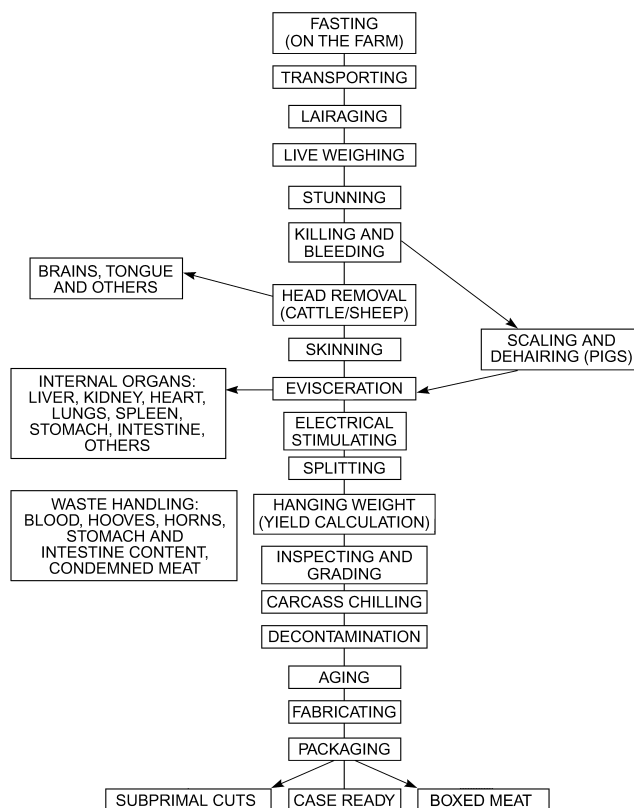 FASTING
(ON THE FARM)
TRANSPORTING
LAIRAGING
LIVE WEIGHING
STUNNING
KILLING AND
BLEEDING
BRAINS, TONGUE
AND OTHERS
HEAD REMOVAL
(CATTLE/SHEEP)
SCALING AND
DEHAIRING (PIGS)
SKINNING
INTERNAL ORGANS:
LIVER, KIDNEY, HEART,
LUNGS, SPLEEN,
STOMACH, INTESTINE,
OTHERS
EVISCERATION
ELECTRICAL
STIMULATING
SPLITTING
WASTE HANDLING:
BLOOD, HOOVES, HORNS,
STOMACH AND
INTESTINE CONTENT,
CONDEMNED MEAT
HANGING WEIGHT
(YIELD CALCULATION)
INSPECTING AND
GRADING
CARCASS CHILLING
DECONTAMINATION
AGING
FABRICATING
PACKAGING
SUBPRIMAL CUTS
CASE READY
BOXED MEAT